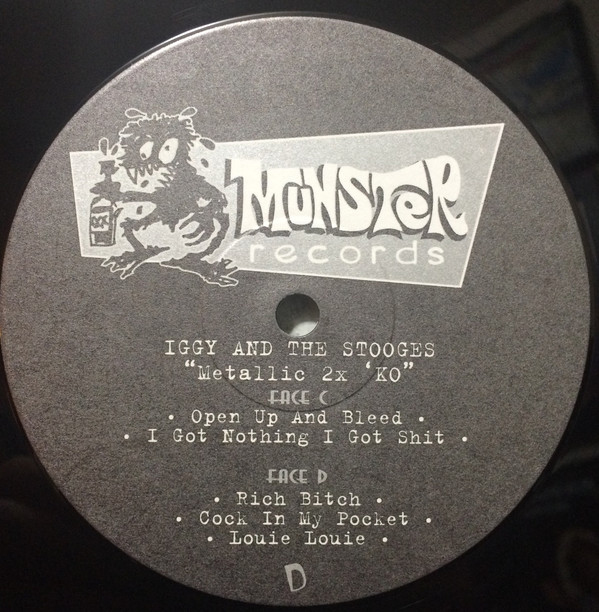 MÜNSTER
records
IGGY AND THE STOOGES
“Metallic 2x ‘KO”
FACE C
· Open Up And Bleed ·
· I Got Nothing I Got Shit ·
FACE D
· Rich Bitch ·
· Cock In My Pocket ·
· Louie Louie ·
D